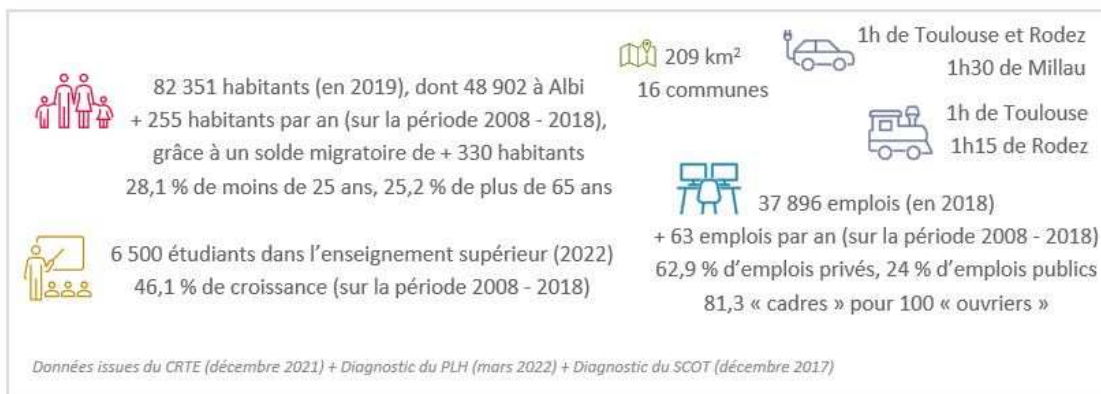 82 351 habitants (en 2019), dont 48 902 à Albi
+ 255 habitants par an (sur la période 2008 - 2018),
grâce à un solde migratoire de + 330 habitants
28,1 % de moins de 25 ans, 25,2 % de plus de 65 ans
6 500 étudiants dans l’enseignement supérieur (2022)
46,1 % de croissance (sur la période 2008 - 2018)
209 km²
16 communes
1h de Toulouse et Rodez
1h30 de Millau
1h de Toulouse
1h15 de Rodez
37 896 emplois (en 2018)
+ 63 emplois par an (sur la période 2008 - 2018)
62,9 % d’emplois privés, 24 % d’emplois publics
81,3 « cadres » pour 100 « ouvriers »
Données issues du CRTE (décembre 2021) + Diagnostic du PLH (mars 2022) + Diagnostic du SCOT (décembre 2017)